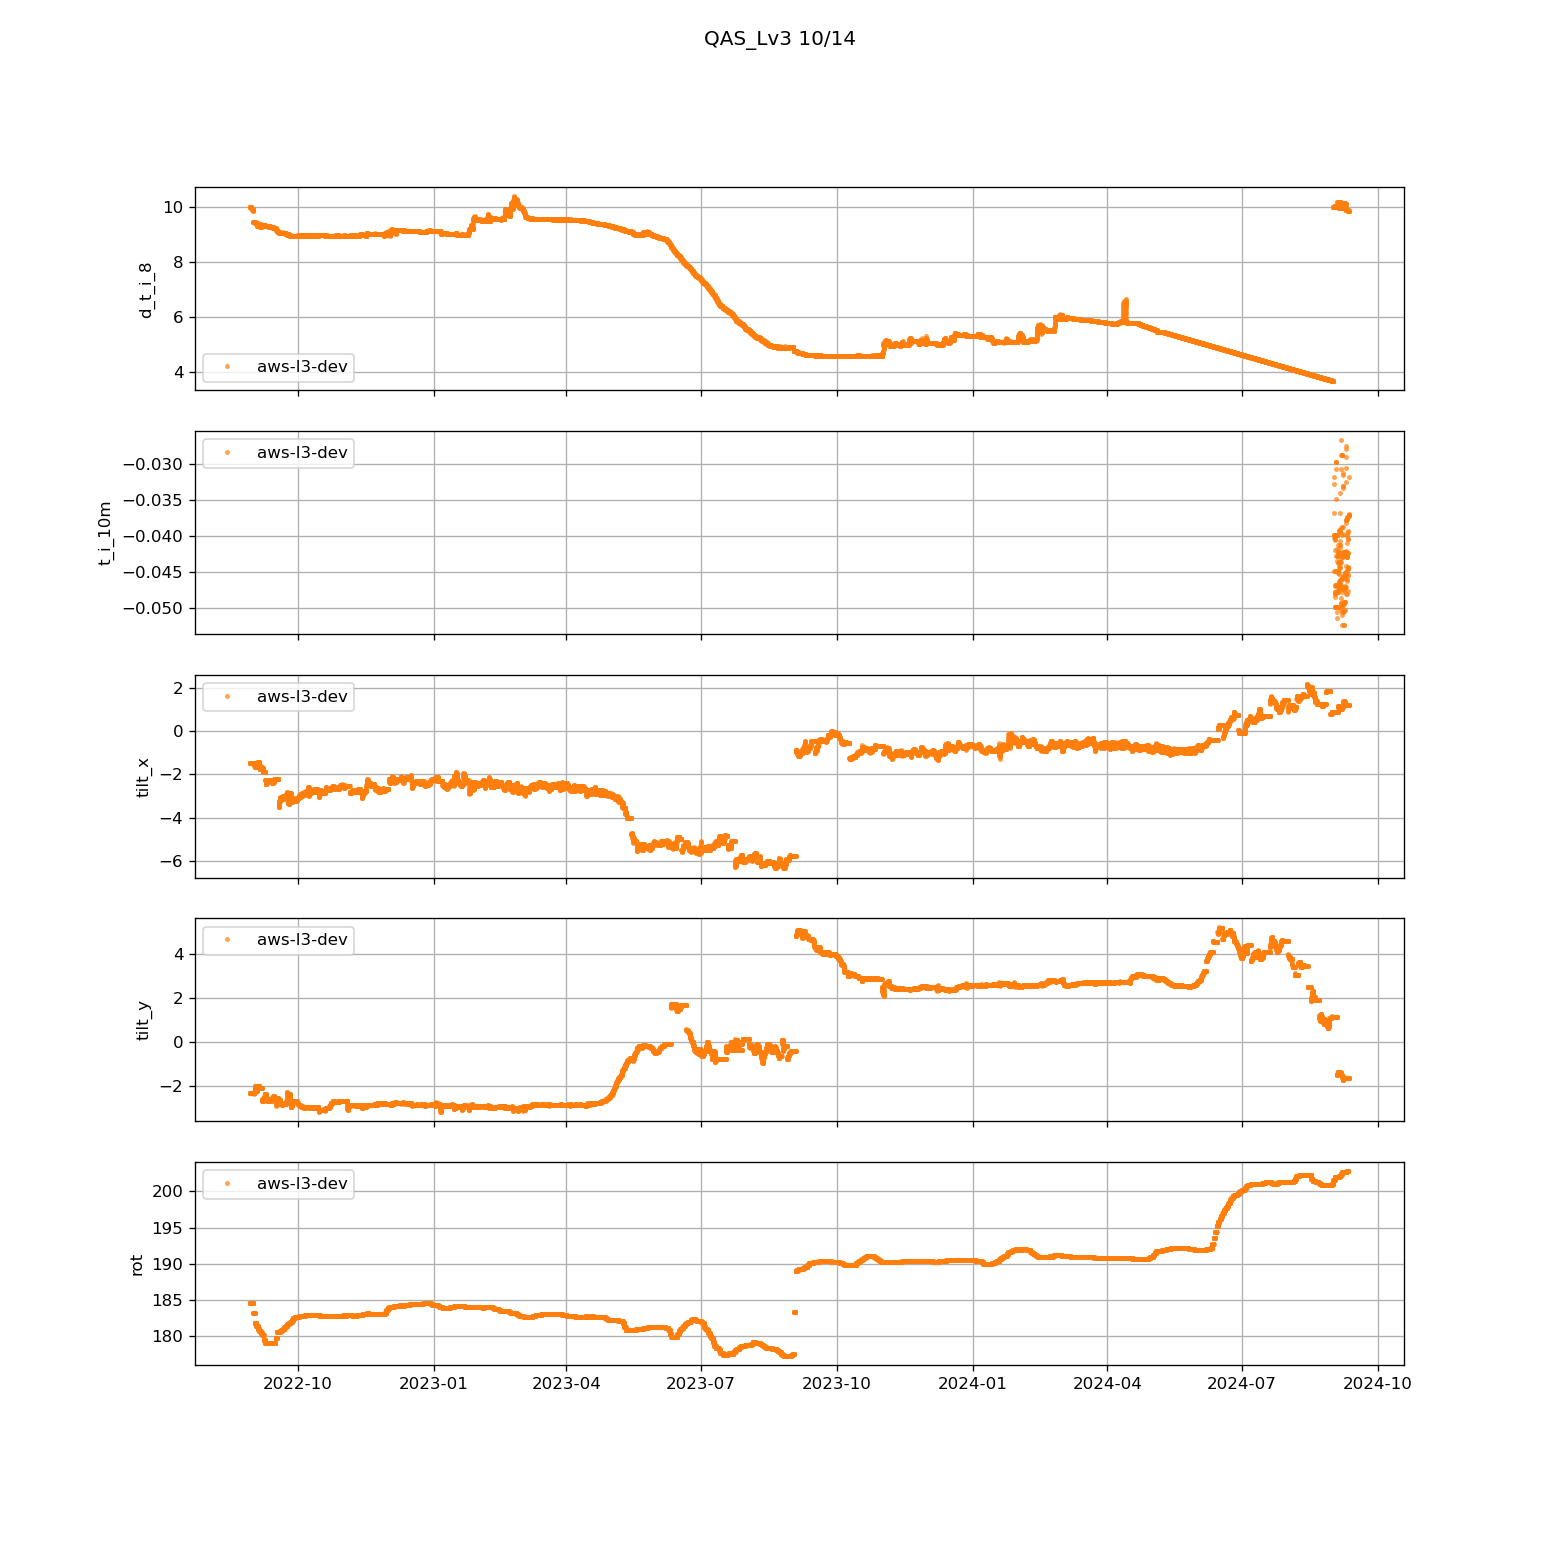 QAS_Lv3 10/14
10
8
6
4
d_t_i_8
aws-l3-dev
−0.030
−0.035
−0.040
−0.045
−0.050
t_i_10m
aws-l3-dev
2
0
−2
−4
−6
tilt_x
aws-l3-dev
4
2
0
−2
tilt_y
aws-l3-dev
200
195
190
185
180
rot
aws-l3-dev
2022-10 2023-01 2023-04 2023-07 2023-10 2024-01 2024-04 2024-07 2024-10